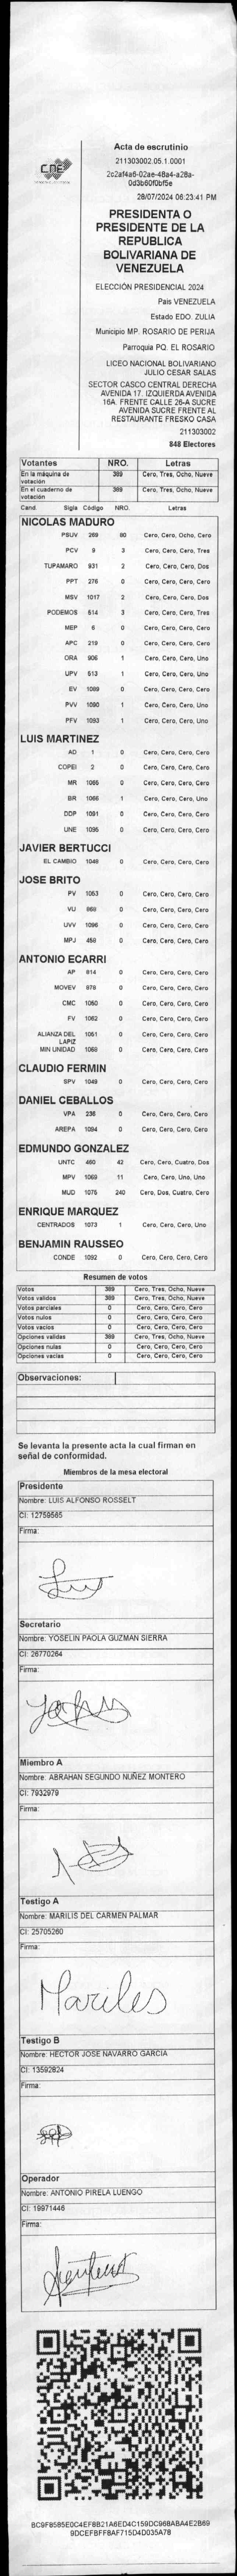 CNE
Acta de escrutinio
211303002.05.1.0001
2c2af4a6-02ae-48a4-a28a-
0d3b60f0bf5e
28/07/2024 06:23:41 PM
PRESIDENTA O
PRESIDENTE DE LA
REPUBLICA
BOLIVARIANA DE
VENEZUELA
ELECCIÓN PRESIDENCIAL 2024
Pais VENEZUELA
Estado EDO. ZULIA
Municipio MP. ROSARIO DE PERIJA
Parroquia PQ. EL ROSARIO
LICEO NACIONAL BOLIVARIANO
JULIO CESAR SALAS
SECTOR CASCO CENTRAL DERECHA
AVENIDA 17. IZQUIERDA AVENIDA
16A FRENTE CALLE 26-A SUCRE
AVENIDA SUCRE FRENTE AL
RESTAURANTE FRESKO CASA
211303002
848 Electores
Votantes NRO. Letras
En la máquina de votación 389 Cero, Tres, Ocho, Nueve
En el cuaderno de votación 389 Cero, Tres, Ocho, Nueve
Cand Sigla Código NRO. Letras
NICOLAS MADURO
PSUV 269 80 Cero, Cero, Ocho, Cero
PCV 9 3 Cero, Cero, Cero, Tres
TUPAMARO 931 2 Cero, Cero, Cero, Dos
PPT 276 0 Cero, Cero, Cero, Cero
MSV 1017 2 Cero, Cero, Cero, Dos
PODEMOS 514 3 Cero, Cero, Cero, Tres
MEP 6 0 Cero, Cero, Cero, Cero
APC 219 0 Cero, Cero, Cero, Cero
ORA 906 1 Cero, Cero, Cero, Uno
UPV 513 1 Cero, Cero, Cero, Uno
EV 1089 0 Cero, Cero, Cero, Cero
PVV 1090 1 Cero, Cero, Cero, Uno
PFV 1093 1 Cero, Cero, Cero, Uno
LUIS MARTINEZ
AD 1 0 Cero, Cero, Cero, Cero
COPEI 2 0 Cero, Cero, Cero, Cero
MR 1085 0 Cero, Cero, Cero, Cero
BR 1066 1 Cero, Cero, Cero, Uno
DDP 1091 0 Cero, Cero, Cero, Cero
UNE 1095 0 Cero, Cero, Cero, Cero
JAVIER BERTUCCI
EL CAMBIO 1048 0 Cero, Cero, Cero, Cero
JOSE BRITO
PV 1053 0 Cero, Cero, Cero, Cero
VU 868 0 Cero, Cero, Cero, Cero
UVV 1096 0 Cero, Cero, Cero, Cero
MPJ 458 0 Cero, Cero, Cero, Cero
ANTONIO ECARRI
AP 814 0 Cero, Cero, Cero, Cero
MOVEV 878 0 Cero, Cero, Cero, Cero
CMC 1050 0 Cero, Cero, Cero, Cero
FV 1062 0 Cero, Cero, Cero, Cero
ALIANZA DEL LAPIZ 1051 0 Cero, Cero, Cero, Cero
MIN UNIDAD 1068 0 Cero, Cero, Cero, Cero
CLAUDIO FERMIN
SPV 1049 0 Cero, Cero, Cero, Cero
DANIEL CEBALLOS
VPA 236 0 Cero, Cero, Cero, Cero
AREPA 1094 0 Cero, Cero, Cero, Cero
EDMUNDO GONZALEZ
UNTC 460 42 Cero, Cero, Cuatro, Dos
MPV 1069 11 Cero, Cero, Uno, Uno
MUD 1075 240 Cero, Dos, Cuatro, Cero
ENRIQUE MARQUEZ
CENTRADOS 1073 1 Cero, Cero, Cero, Uno
BENJAMIN RAUSSEO
CONDE 1092 0 Cero, Cero, Cero, Cero
Resumen de votos
Votos 389 Cero, Tres, Ocho, Nueve
Votos validos 389 Cero, Tres, Ocho, Nueve
Votos parciales 0 Cero, Cero, Cero, Cero
Votos nulos 0 Cero, Cero, Cero, Cero
Votos vacios 0 Cero, Cero, Cero, Cero
Opciones validas 389 Cero, Tres, Ocho, Nueve
Opciones nulas 0 Cero, Cero, Cero, Cero
Opciones vacias 0 Cero, Cero, Cero, Cero
Observaciones:
Se levanta la presente acta la cual firman en
señal de conformidad.
Miembros de la mesa electoral
Presidente
Nombre: LUIS ALFONSO ROSSELT
CI: 12759565
Firma:
Secretario
Nombre: YOSELIN PAOLA GUZMAN SIERRA
CI: 26770264
Firma:
Miembro A
Nombre: ABRAHAN SEGUNDO NUÑEZ MONTERO
CI: 7932979
Firma:
Testigo A
Nombre: MARILIS DEL CARMEN PALMAR
CI: 25705260
Firma:
Mariles
Testigo B
Nombre: HECTOR JOSE NAVARRO GARCIA
CI: 13592824
Firma:
Operador
Nombre: ANTONIO PIRELA LUENGO
CI: 19971446
Firma:
BC9F8585E0C4EF8B21A6ED4C159DC968ABA4E2B69
9DCEFBFF8AF715D4D035A78